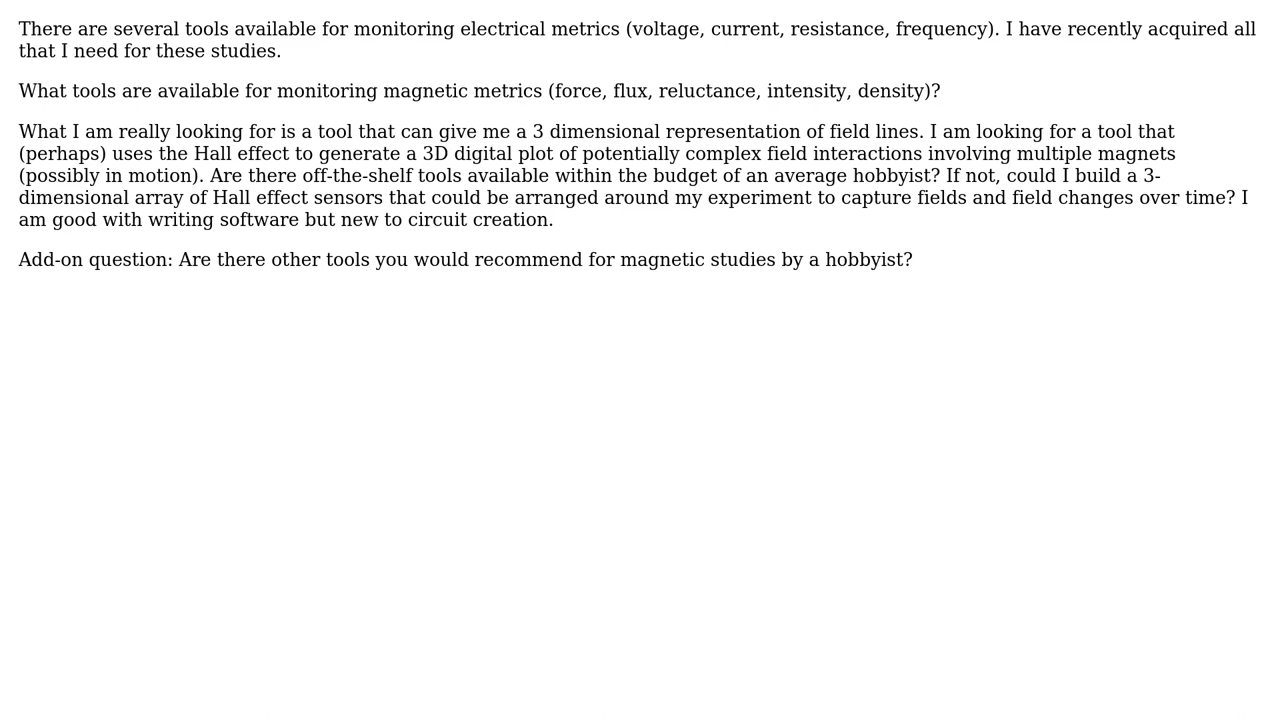 There are several tools available for monitoring electrical metrics (voltage, current, resistance, frequency). I have recently acquired all
that I need for these studies.
What tools are available for monitoring magnetic metrics (force, flux, reluctance, intensity, density)?
What I am really looking for is a tool that can give me a 3 dimensional representation of field lines. I am looking for a tool that
(perhaps) uses the Hall effect to generate a 3D digital plot of potentially complex field interactions involving multiple magnets
(possibly in motion). Are there off-the-shelf tools available within the budget of an average hobbyist? If not, could I build a 3-
dimensional array of Hall effect sensors that could be arranged around my experiment to capture fields and field changes over time? I
am good with writing software but new to circuit creation.
Add-on question: Are there other tools you would recommend for magnetic studies by a hobbyist?